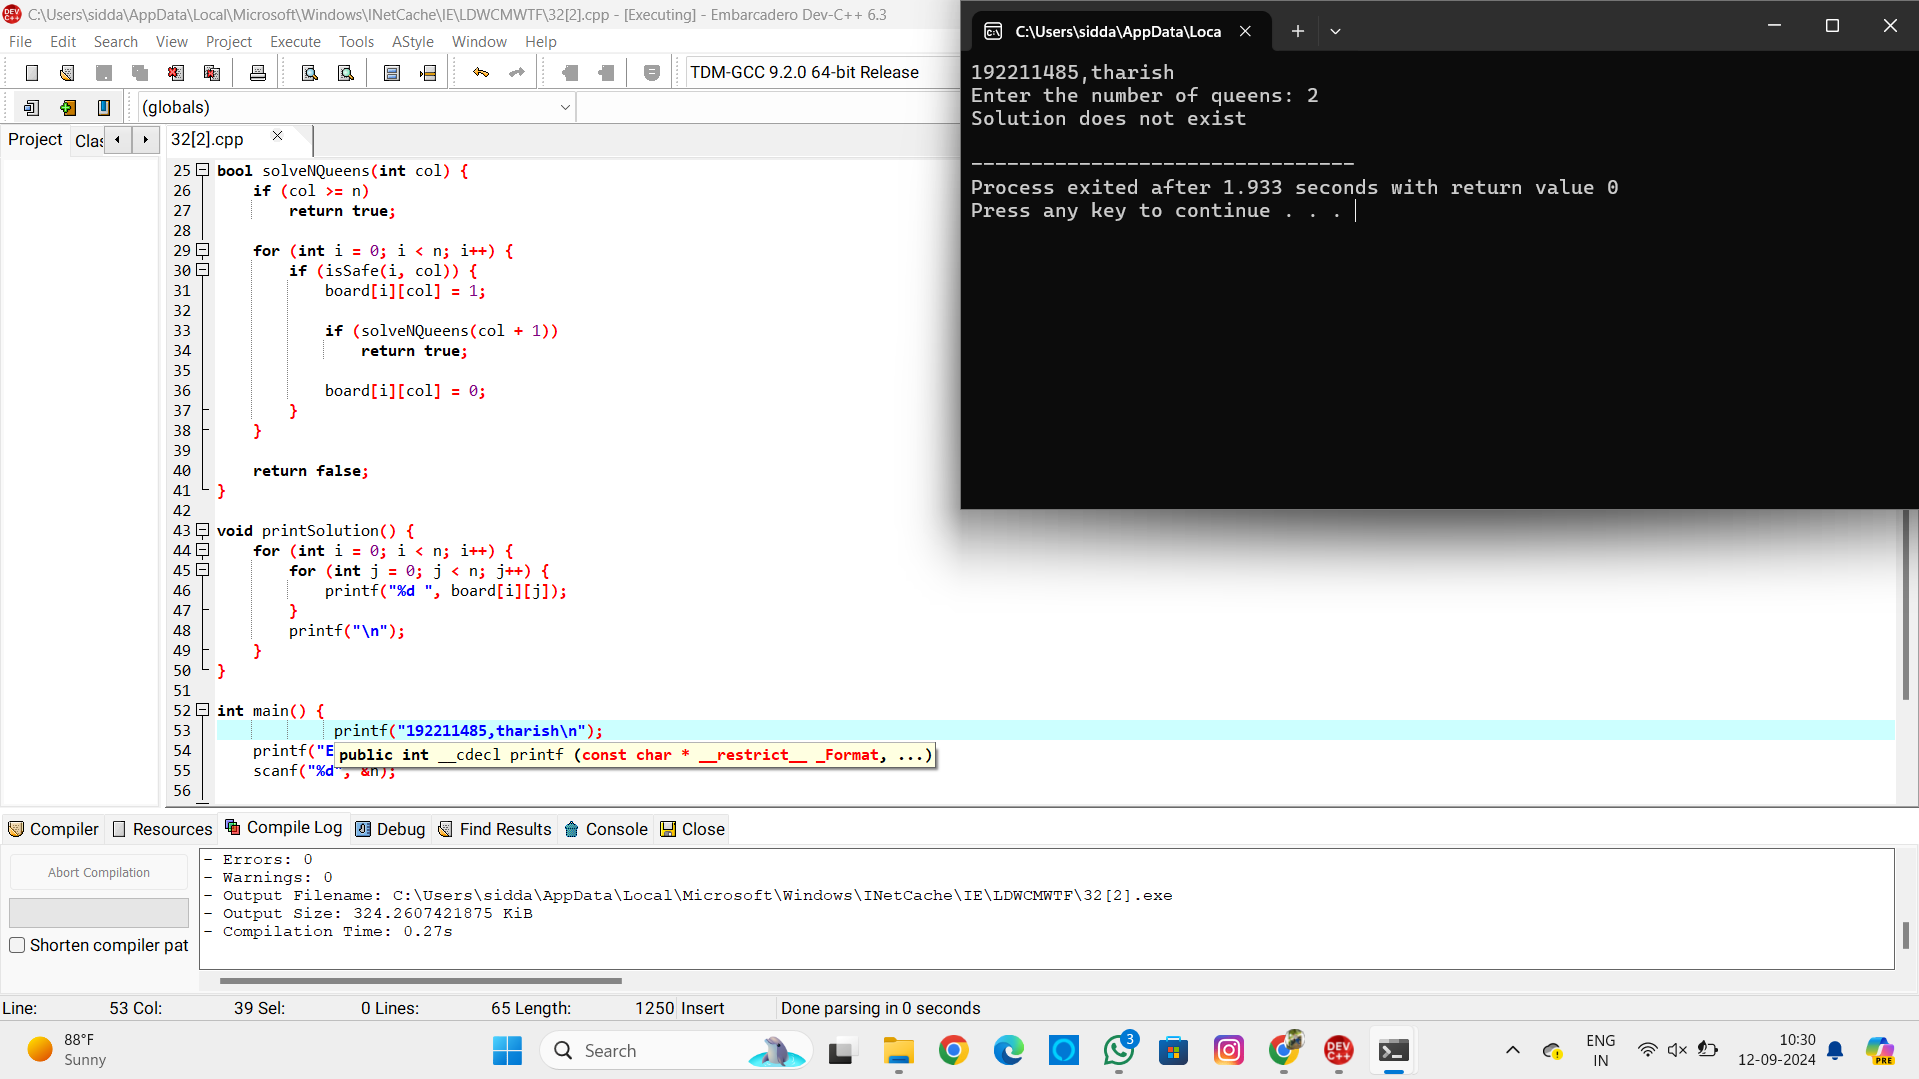 C:\Users\sidda\AppData\Local\Microsoft\Windows\INetCache\IE\LDWCMWTF\32[2].cpp - [Executing] - Embarcadero Dev-C++ 6.3
File Edit Search View Project Execute Tools AStyle Window Help
TDM-GCC 9.2.0 64-bit Release
(globals)
Project Clas
32[2].cpp
25 bool solveNQueens(int col) {
26 if (col >= n)
27 return true;
28
29 for (int i = 0; i < n; i++) {
30 if (isSafe(i, col)) {
31 board[i][col] = 1;
32
33 if (solveNQueens(col + 1))
34 return true;
35
36 board[i][col] = 0;
37 }
38 }
39
40 return false;
41 }
42
43 void printSolution() {
44 for (int i = 0; i < n; i++) {
45 for (int j = 0; j < n; j++) {
46 printf("%d ", board[i][j]);
47 }
48 printf("\n");
49 }
50 }
51
52 int main() {
53 printf("192211485,tharish\n");
54 printf("E
public int __cdecl printf (const char * __restrict__ _Format, ...)
55 scanf("%d", &n);
56
C:\Users\sidda\AppData\Loca
192211485,tharish
Enter the number of queens: 2
Solution does not exist
--------------------------------
Process exited after 1.933 seconds with return value 0
Press any key to continue . . .
Compiler Resources Compile Log Debug Find Results Console Close
Abort Compilation
Shorten compiler pat
- Errors: 0
- Warnings: 0
- Output Filename: C:\Users\sidda\AppData\Local\Microsoft\Windows\INetCache\IE\LDWCMWTF\32[2].exe
- Output Size: 324.2607421875 KiB
- Compilation Time: 0.27s
Line: 53 Col: 39 Sel: 0 Lines: 65 Length: 1250 Insert Done parsing in 0 seconds
88°F
Sunny
Search
3
DEV C++
PRE
ENG
IN
10:30
12-09-2024